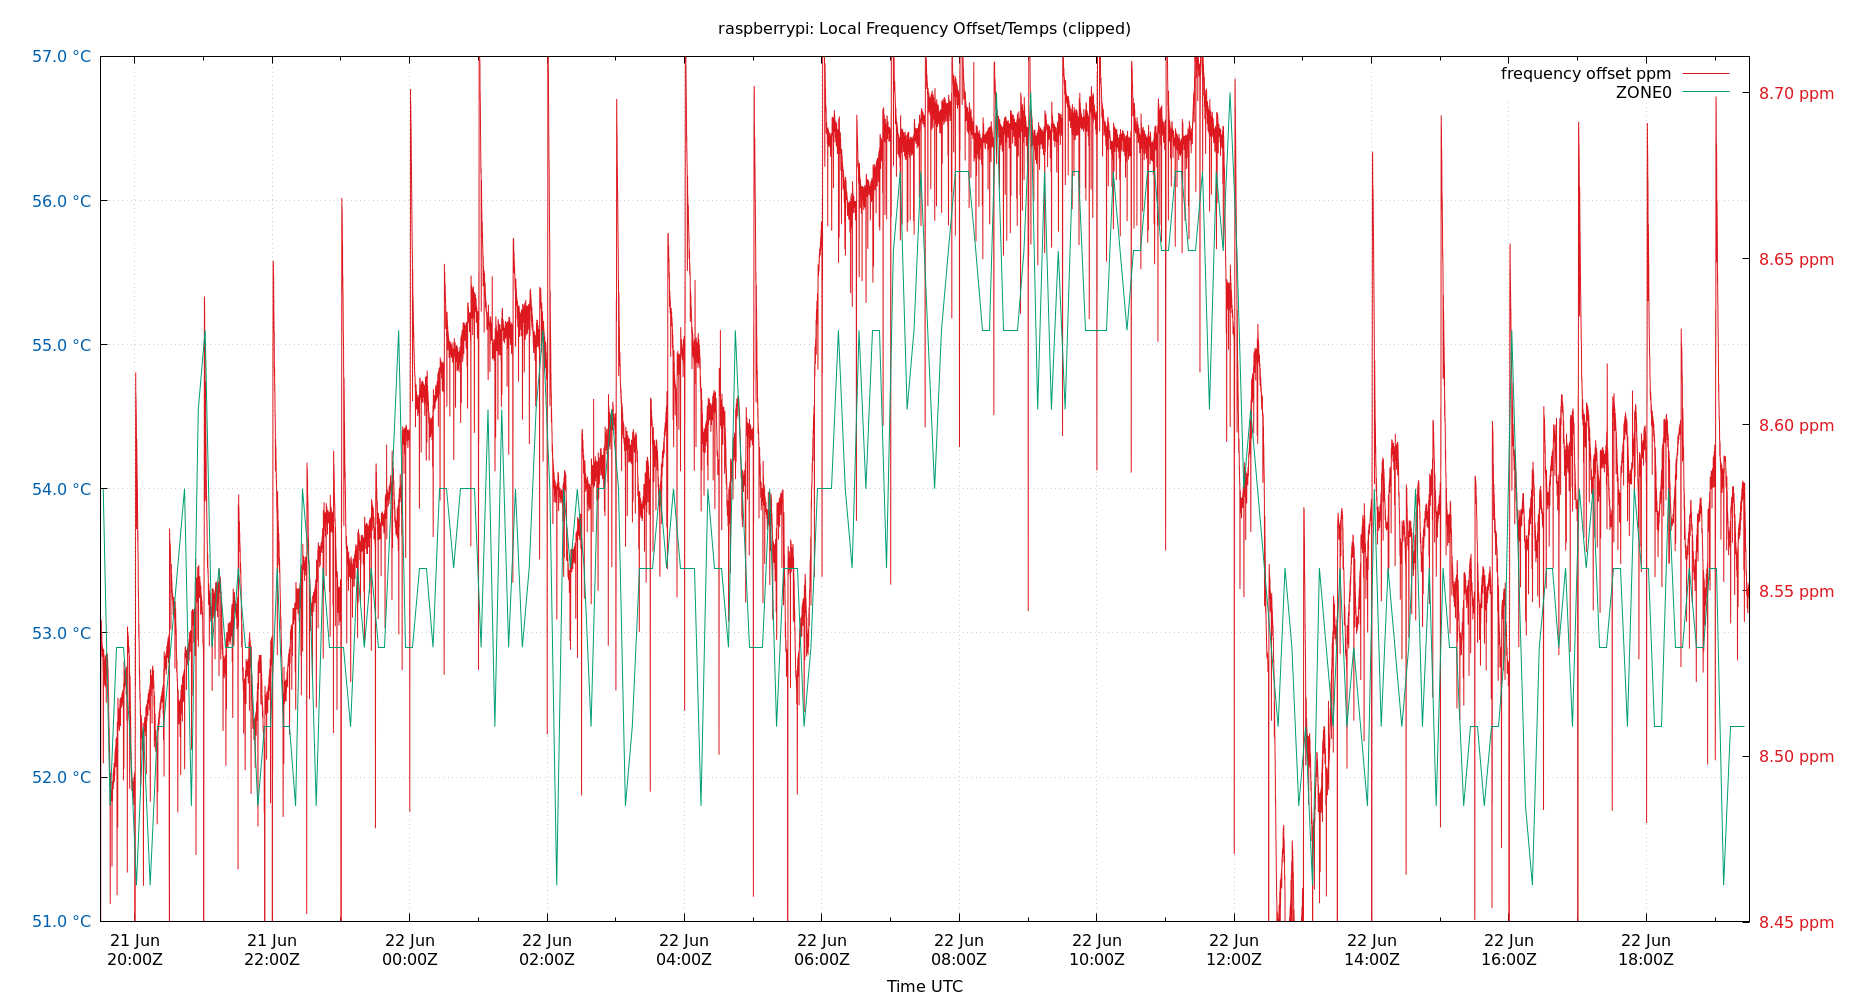 raspberrypi: Local Frequency Offset/Temps (clipped)
frequency offset ppm
ZONE0
57.0 °C
56.0 °C
55.0 °C
54.0 °C
53.0 °C
52.0 °C
51.0 °C
8.70 ppm
8.65 ppm
8.60 ppm
8.55 ppm
8.50 ppm
8.45 ppm
21 Jun
20:00Z
21 Jun
22:00Z
22 Jun
00:00Z
22 Jun
02:00Z
22 Jun
04:00Z
22 Jun
06:00Z
22 Jun
08:00Z
22 Jun
10:00Z
22 Jun
12:00Z
22 Jun
14:00Z
22 Jun
16:00Z
22 Jun
18:00Z
Time UTC